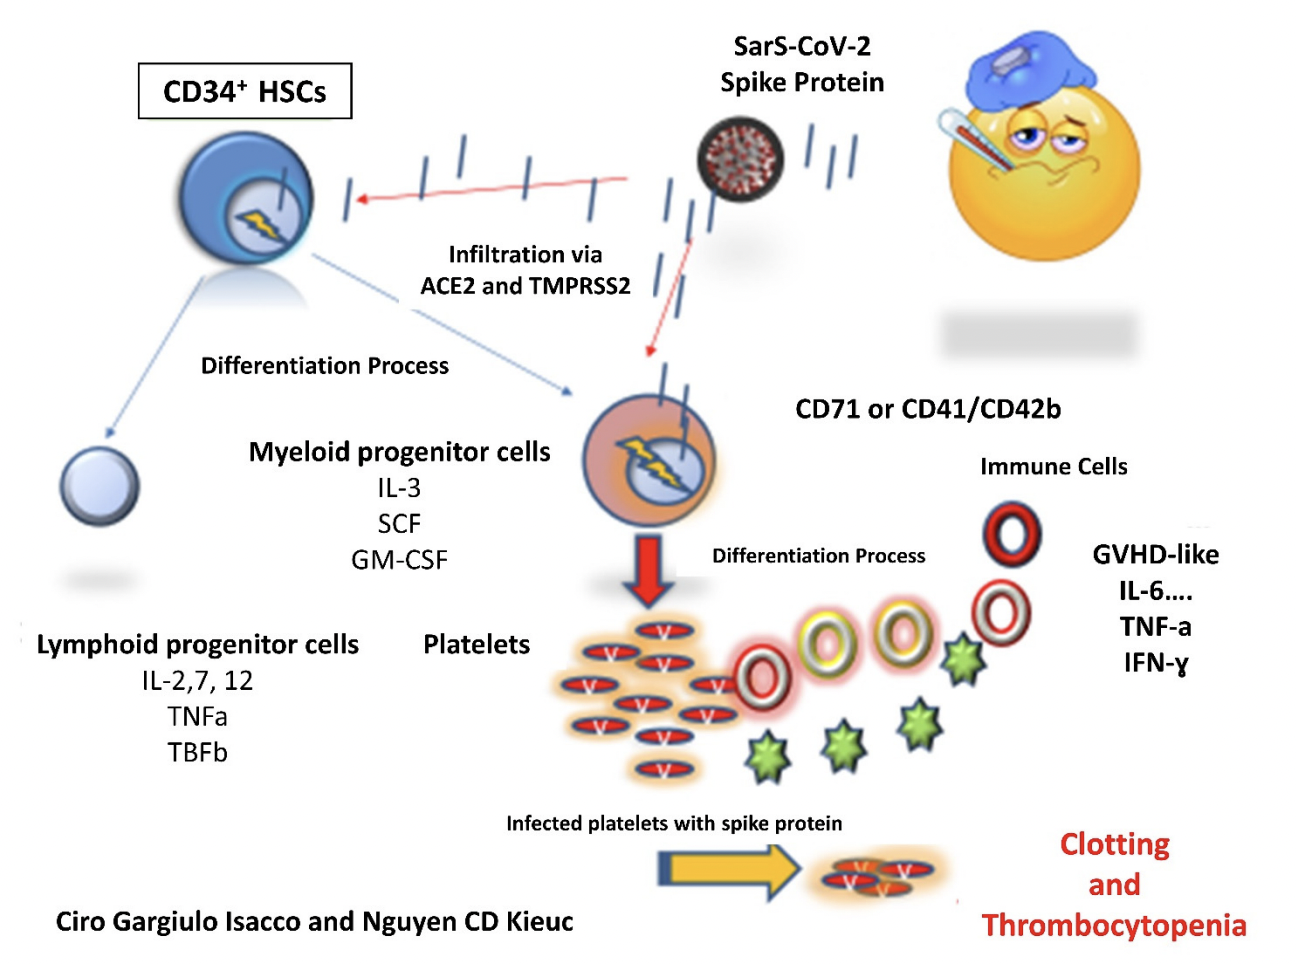 SarS-CoV-2
Spike Protein
CD34⁺ HSCs
Infiltration via
ACE2 and TMPRSS2
Differentiation Process
CD71 or CD41/CD42b
Myeloid progenitor cells
IL-3
SCF
GM-CSF
Immune Cells
Differentiation Process
GVHD-like
IL-6....
TNF-a
IFN-ɣ
Lymphoid progenitor cells
IL-2,7, 12
TNFa
TBFb
Platelets
V
V
V
V
V
V
V
V
V
V
Infected platelets with spike protein
V
V
V
V
Clotting
and
Thrombocytopenia
Ciro Gargiulo Isacco and Nguyen CD Kieuc